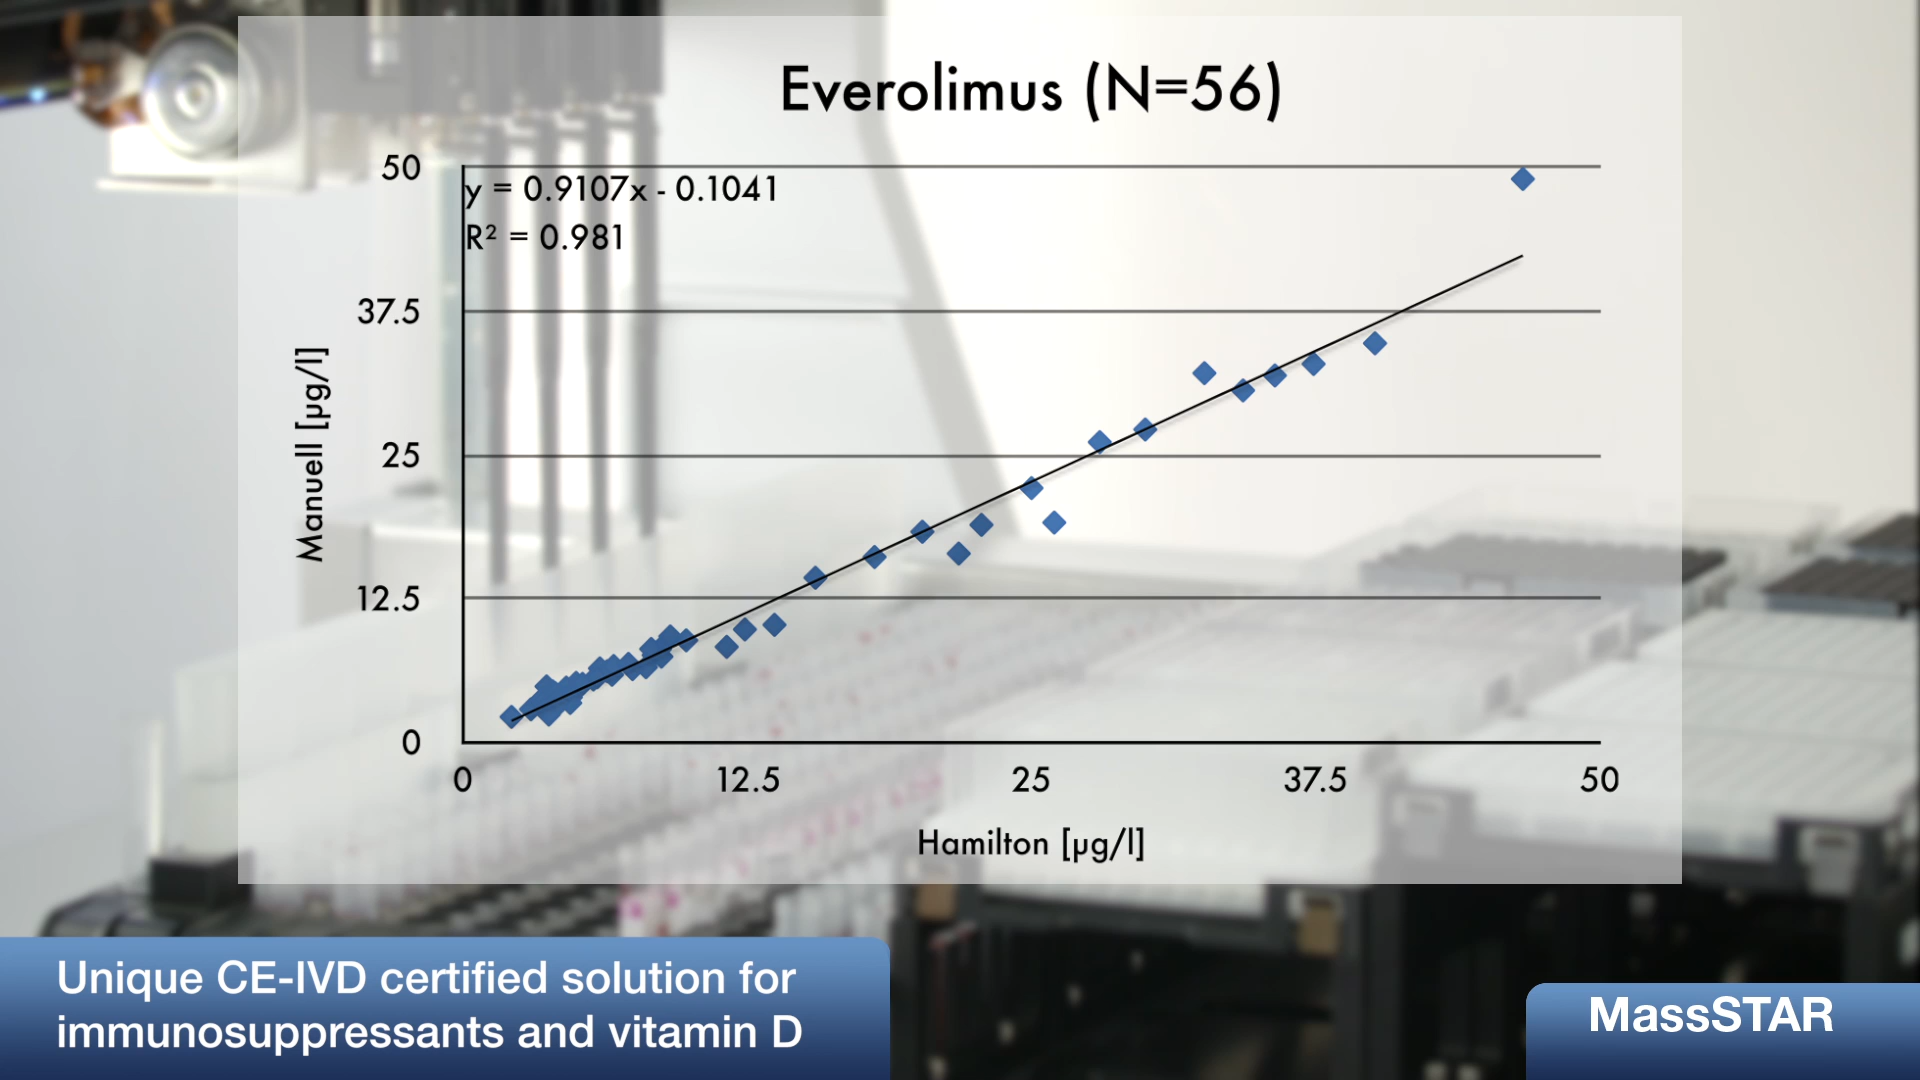 Everolimus (N=56)
50
y = 0.9107x - 0.1041
R² = 0.981
37.5
Manuell [µg/l]
25
12.5
0
0 12.5 25 37.5 50
Hamilton [µg/l]
Unique CE-IVD certified solution for
immunosuppressants and vitamin D
MassSTAR